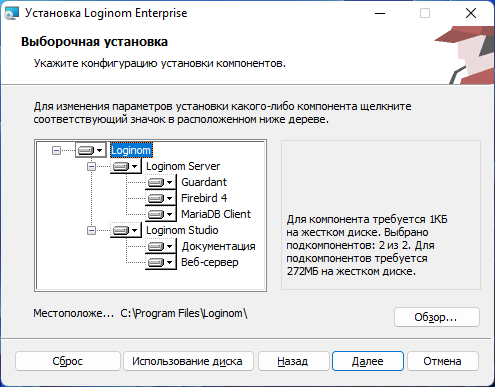 Установка Loginom Enterprise
Выборочная установка
Укажите конфигурацию установки компонентов.
Для изменения параметров установки какого-либо компонента щелкните
соответствующий значок в расположенном ниже дереве.
Loginom
Loginom Server
Guardant
Firebird 4
MariaDB Client
Loginom Studio
Документация
Веб-сервер
Для компонента требуется 1КБ
на жестком диске. Выбрано
подкомпонентов: 2 из 2. Для
подкомпонентов требуется
272МБ на жестком диске.
Местоположе... C:\Program Files\Loginom\
Обзор...
Сброс Использование диска Назад Далее Отмена